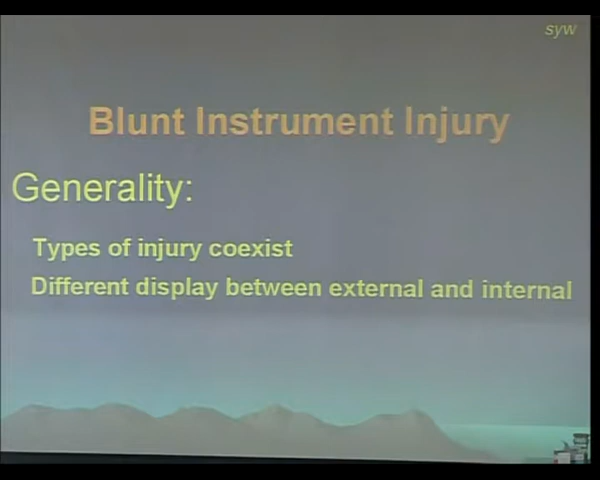 syw
Blunt Instrument Injury
Generality:
Types of injury coexist
Different display between external and internal